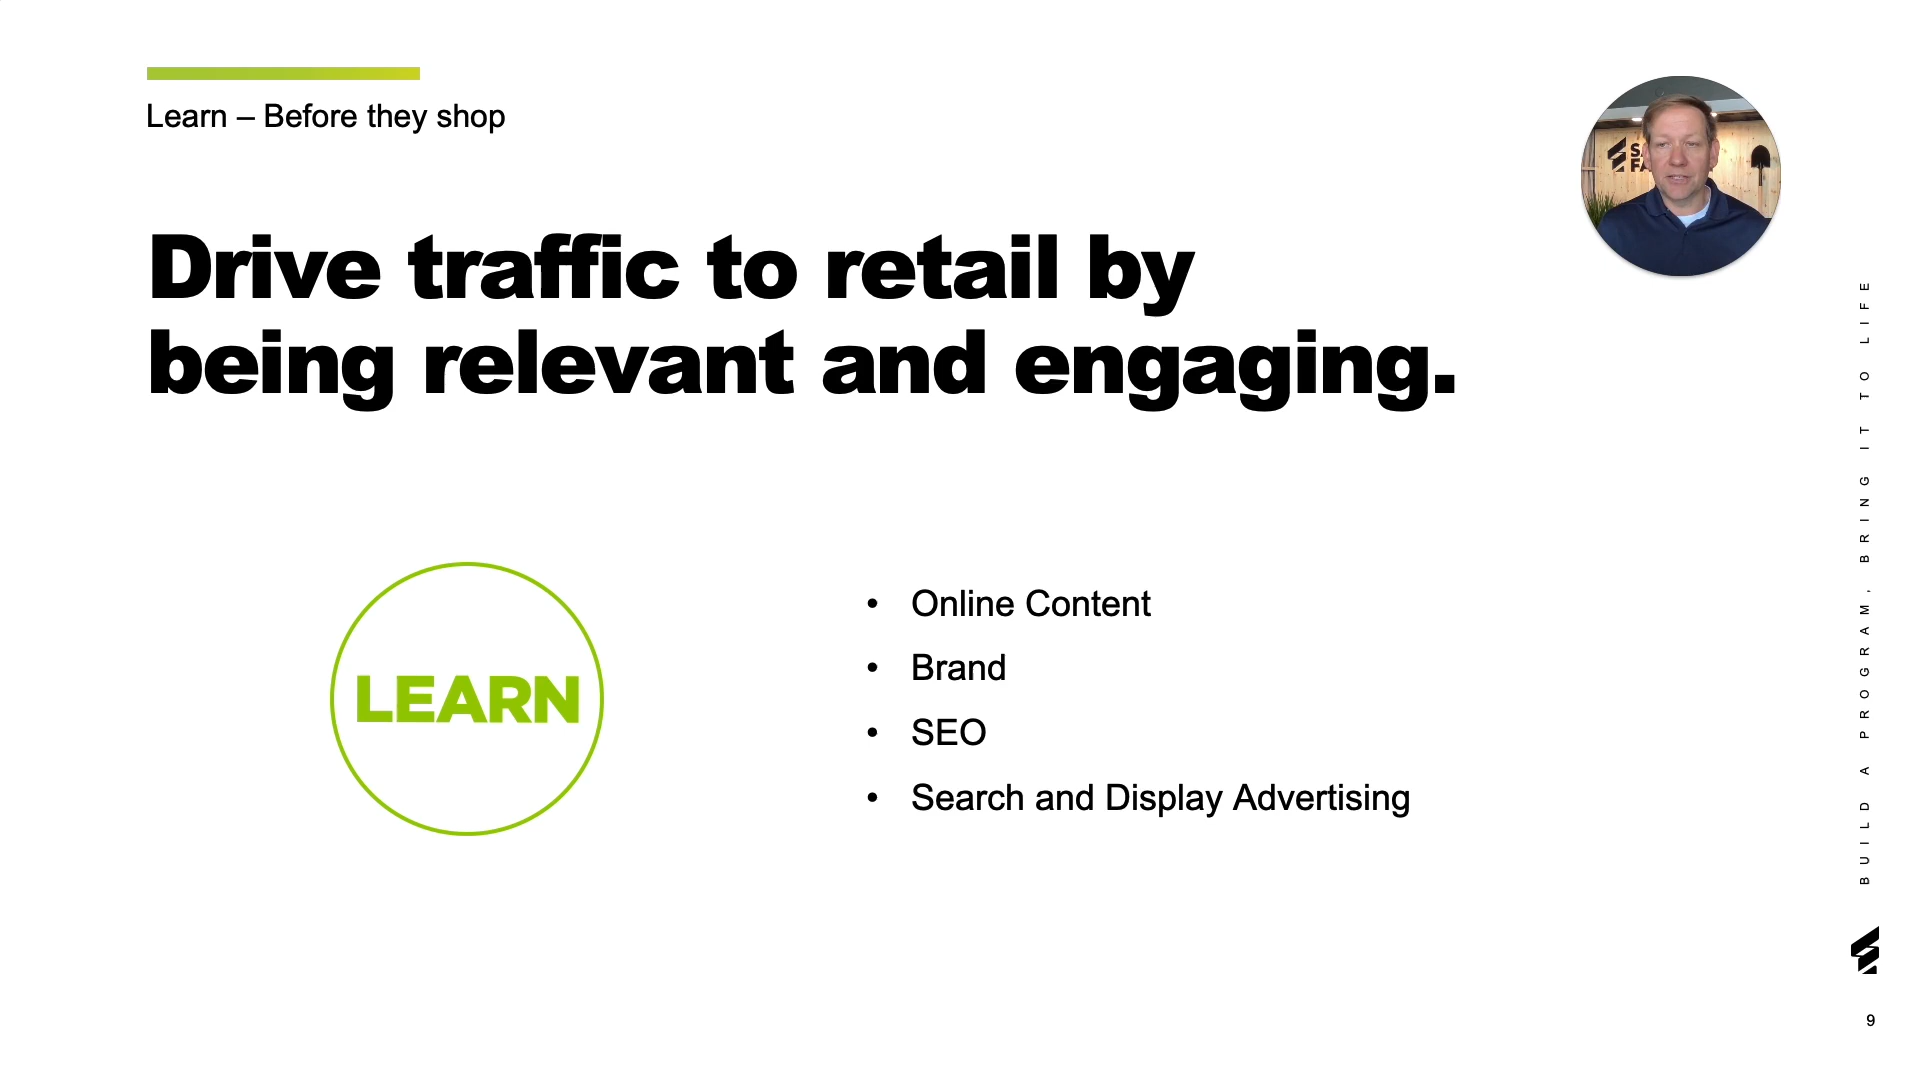 Learn – Before they shop
Drive traffic to retail by
being relevant and engaging.
LEARN
• Online Content
• Brand
• SEO
• Search and Display Advertising
BUILD A PROGRAM, BRING IT TO LIFE
9